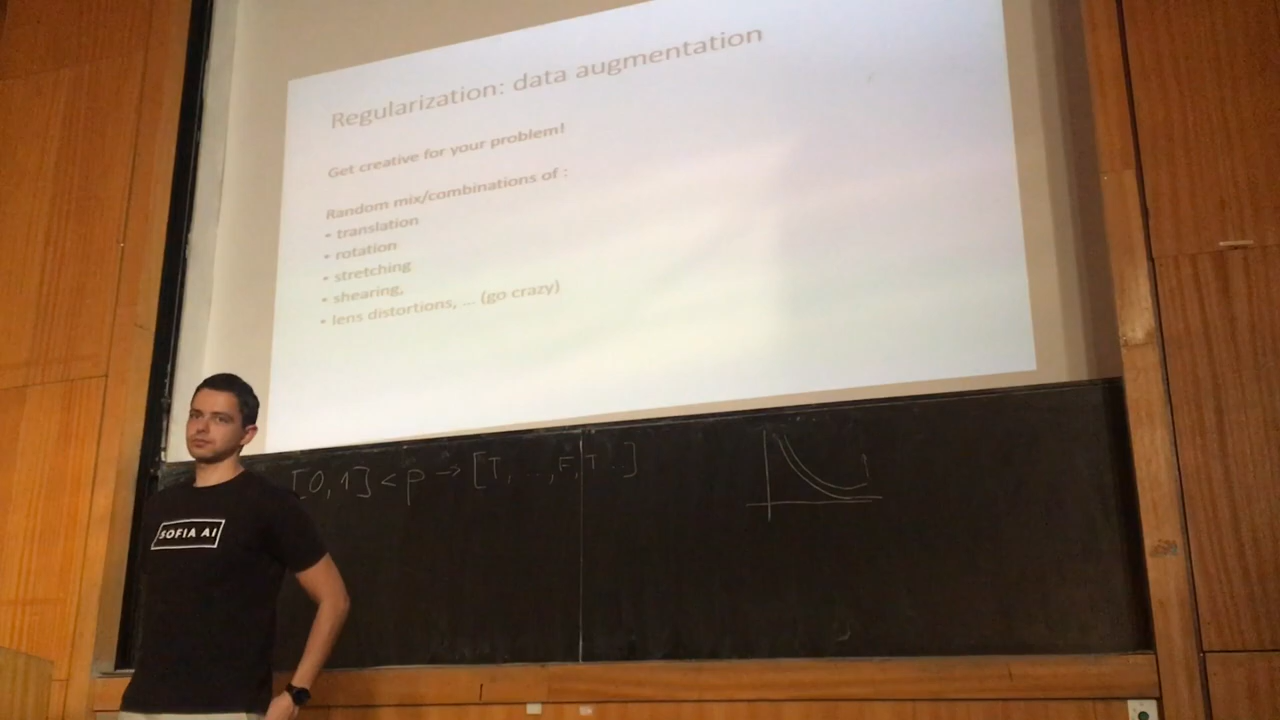 Regularization: data augmentation
Get creative for your problem!
Random mix/combinations of :
• translation
• rotation
• stretching
• shearing,
• lens distortions, ... (go crazy)
[0,1] < p → [T, ..., F, T ..]
SOFIA AI